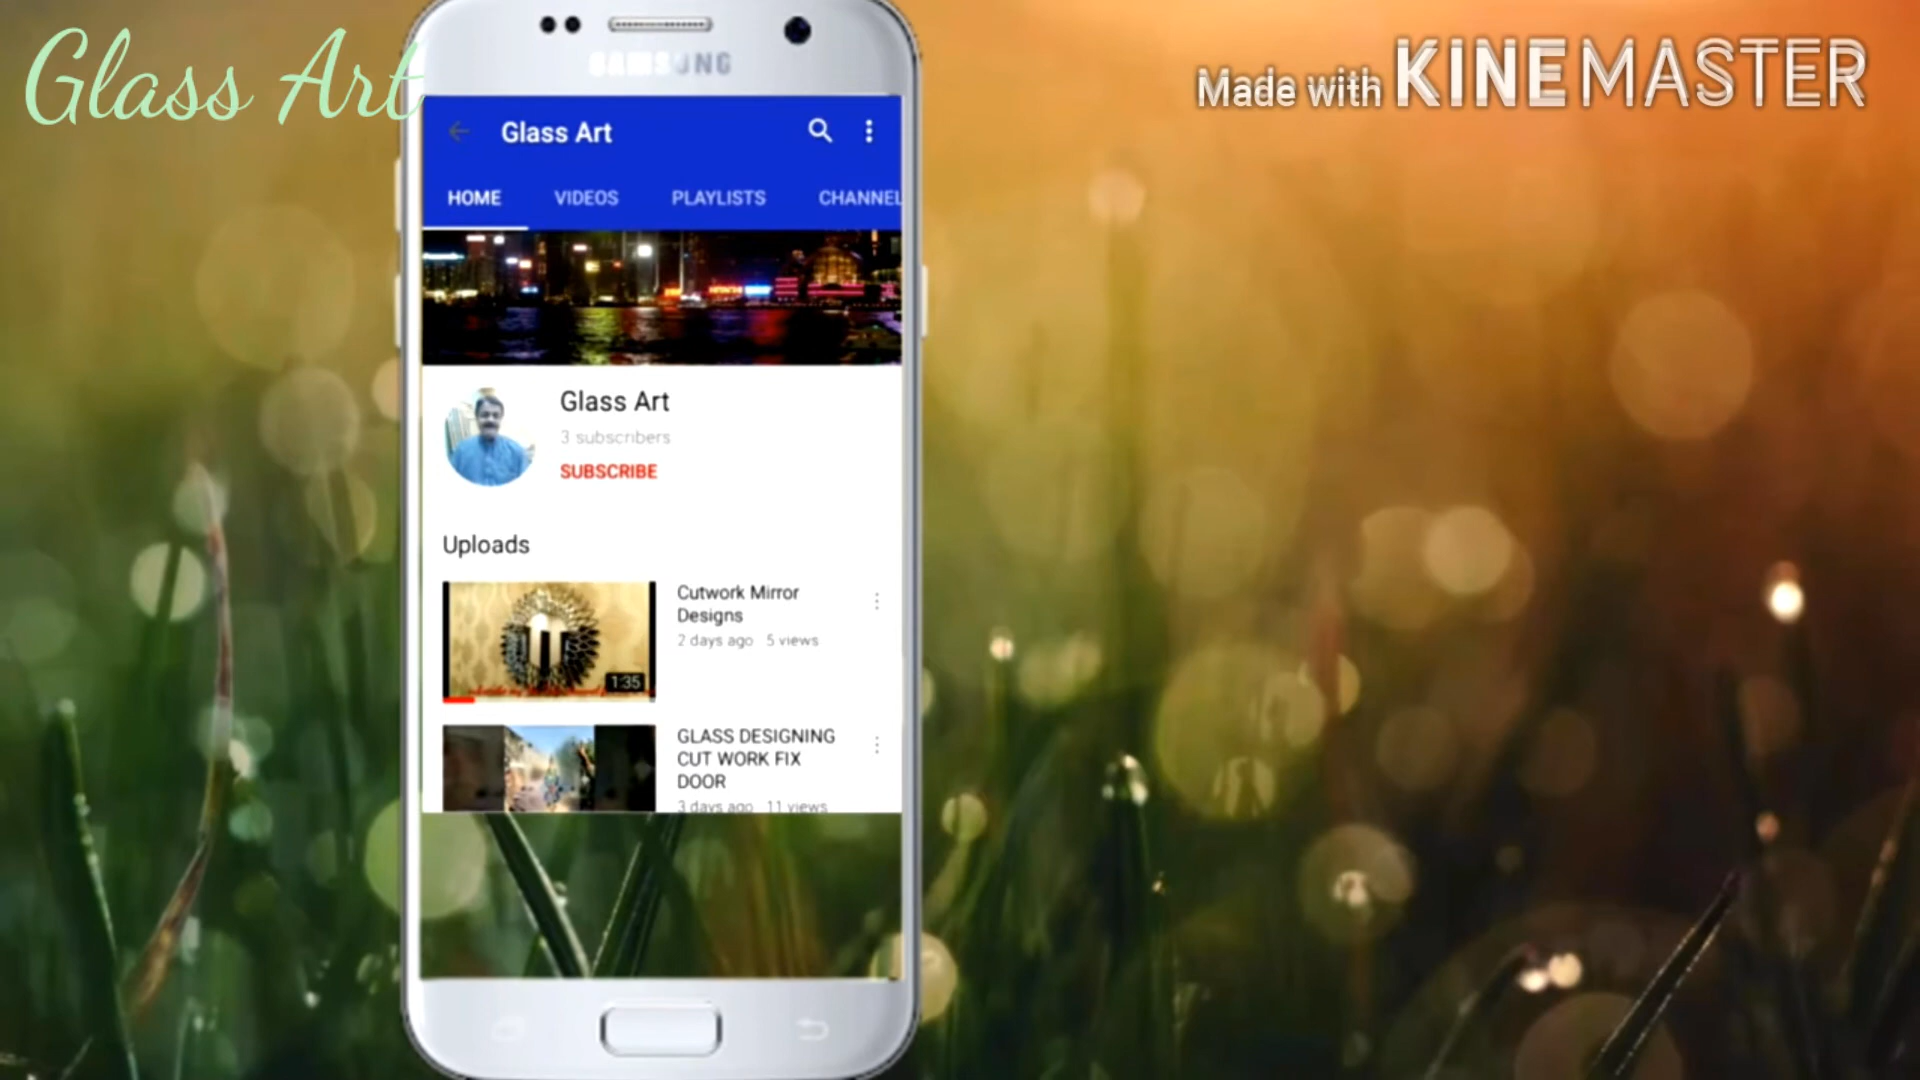 Glass Art
Made with KINEMASTER
SAMSUNG
Glass Art
HOME VIDEOS PLAYLISTS CHANNEL
Glass Art
3 subscribers
SUBSCRIBE
Uploads
Cutwork Mirror
Designs
2 days ago 5 views
1:35
GLASS DESIGNING
CUT WORK FIX
DOOR
3 days ago 11 views